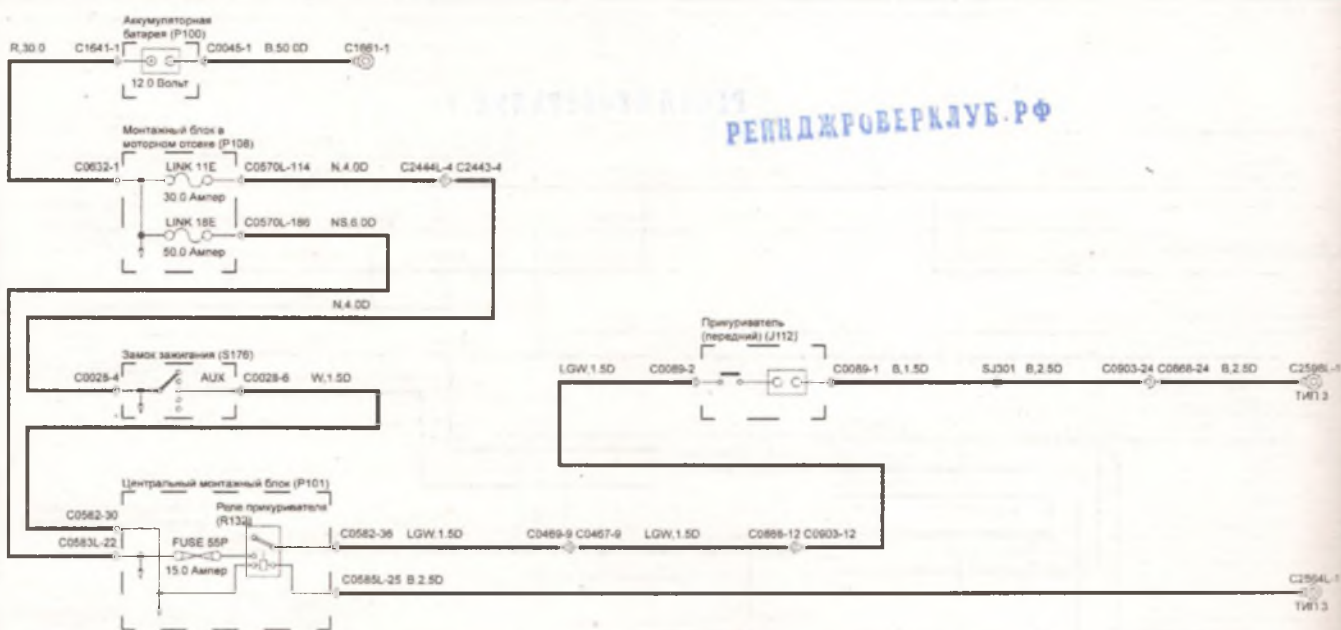 Аккумуляторная
батарея (P100)
R,30.0 C1641-1 C0045-1 B,50.0D C1661-1
12.0 Вольт
РЕЙНДЖРОВЕРКЛУБ.РФ
Монтажный блок в
моторном отсеке (P108)
C0632-1 LINK 11E C0570L-114 N,4.0D C2444L-4 C2443-4
30.0 Ампер
LINK 18E C0570L-186 NS,6.0D
50.0 Ампер
N,4.0D
Прикуриватель
(передний) (J112)
Замок зажигания (S176)
C0028-4 AUX C0028-6 W,1.5D
LGW,1.5D C0089-2 C0089-1 B,1.5D SJ301 B,2.5D C0903-24 C0868-24 B,2.5D
ТИП 3
Центральный монтажный блок (P101)
Реле прикуривателя
(R132)
C0582-30
C0583L-22 FUSE 55P C0582-36 LGW,1.5D C0469-9 C0467-9 LGW,1.5D C0868-12 C0903-12
15.0 Ампер
C0585L-25 B,2.5D
ТИП 3